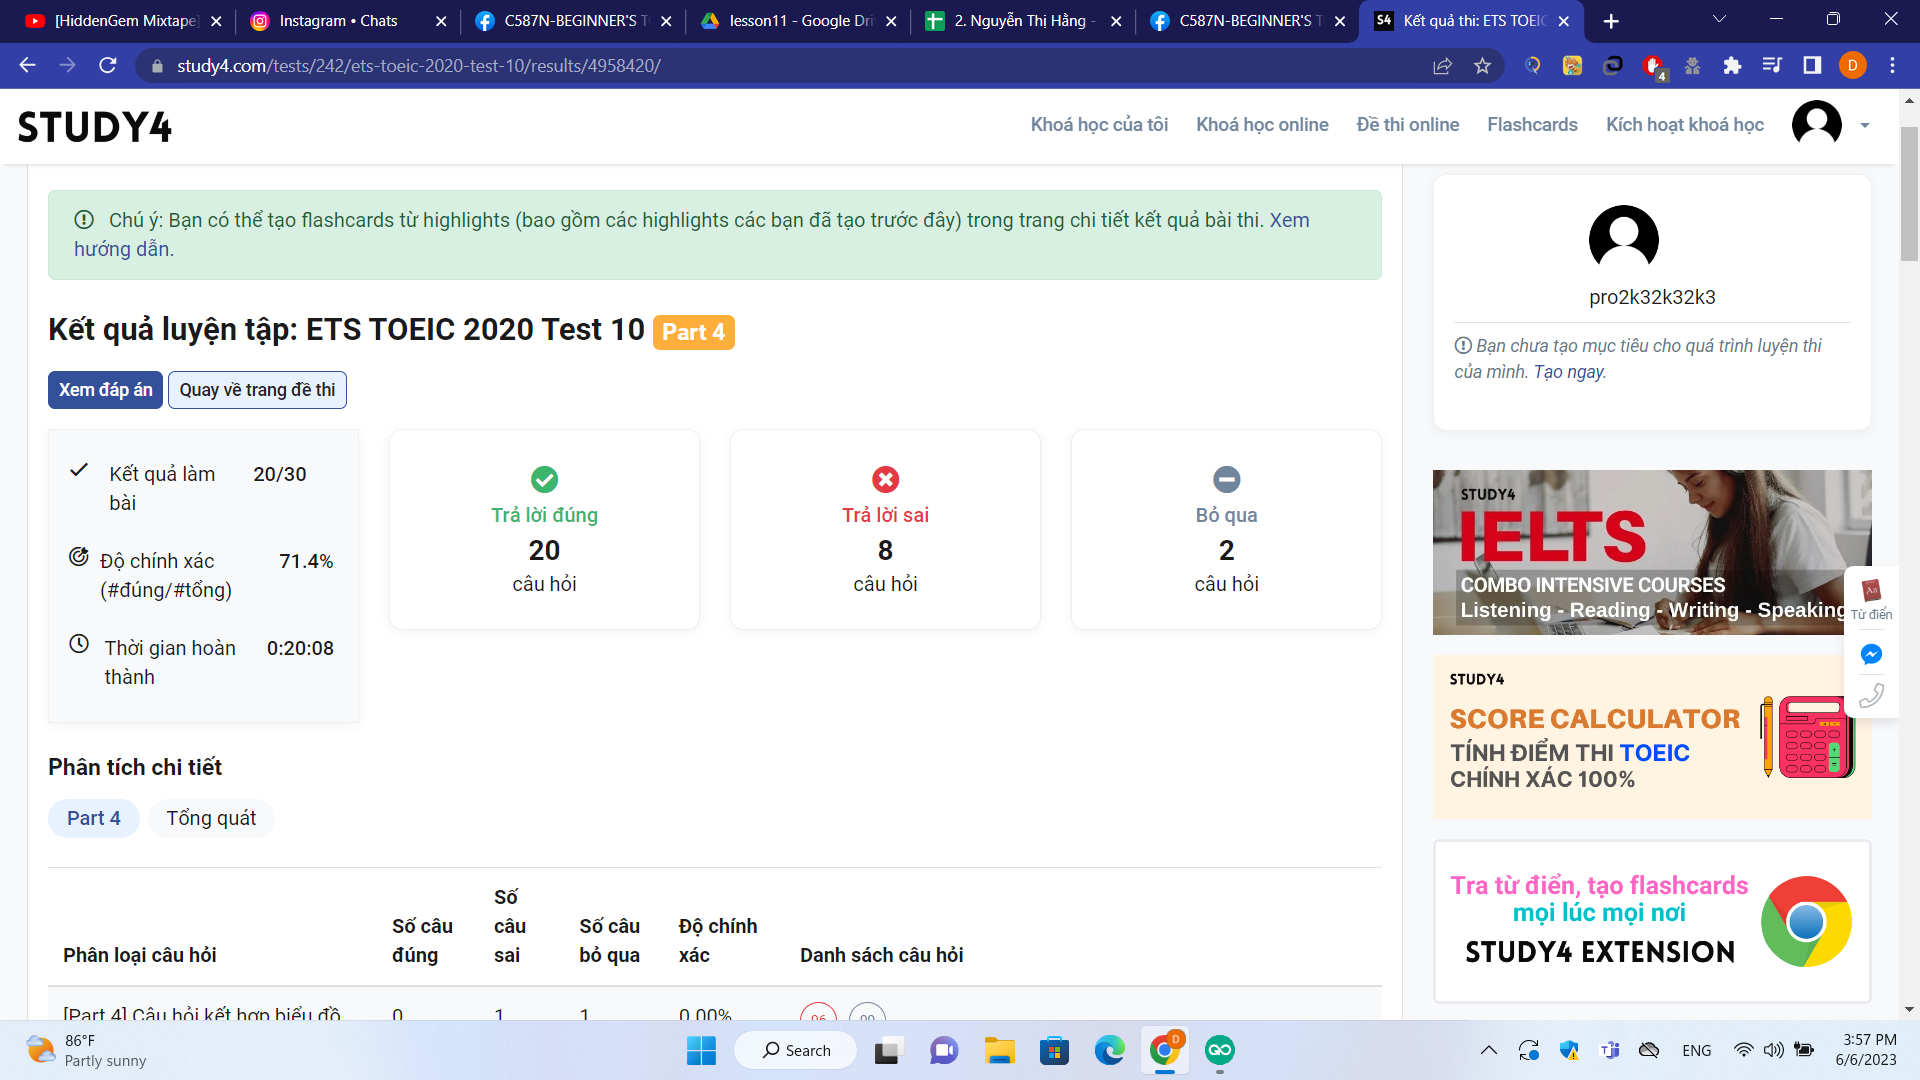 [HiddenGem Mixtape]
Instagram • Chats
C587N-BEGINNER'S T
lesson11 - Google Dri
2. Nguyễn Thị Hằng -
C587N-BEGINNER'S T
S4 Kết quả thi: ETS TOEIC
study4.com/tests/242/ets-toeic-2020-test-10/results/4958420/
4
D
STUDY4
Khoá học của tôi
Khoá học online
Đề thi online
Flashcards
Kích hoạt khoá học
Chú ý: Bạn có thể tạo flashcards từ highlights (bao gồm các highlights các bạn đã tạo trước đây) trong trang chi tiết kết quả bài thi. Xem
hướng dẫn.
Kết quả luyện tập: ETS TOEIC 2020 Test 10 Part 4
Xem đáp án
Quay về trang đề thi
Kết quả làm 20/30
bài
Độ chính xác 71.4%
(#đúng/#tổng)
Thời gian hoàn 0:20:08
thành
Trả lời đúng
20
câu hỏi
Trả lời sai
8
câu hỏi
Bỏ qua
2
câu hỏi
Phân tích chi tiết
Part 4
Tổng quát
Phân loại câu hỏi
Số câu
đúng
Số
câu
sai
Số câu
bỏ qua
Độ chính
xác
Danh sách câu hỏi
[Part 4] Câu hỏi kết hợp biểu đồ 0 1 1 0.00%
pro2k32k32k3
Bạn chưa tạo mục tiêu cho quá trình luyện thi
của mình. Tạo ngay.
STUDY4
IELTS
COMBO INTENSIVE COURSES
Listening - Reading - Writing - Speaking
Aa
Từ điển
STUDY4
SCORE CALCULATOR
TÍNH ĐIỂM THI TOEIC
CHÍNH XÁC 100%
Tra từ điển, tạo flashcards
mọi lúc mọi nơi
STUDY4 EXTENSION
86°F
Partly sunny
Search
D
ENG
3:57 PM
6/6/2023